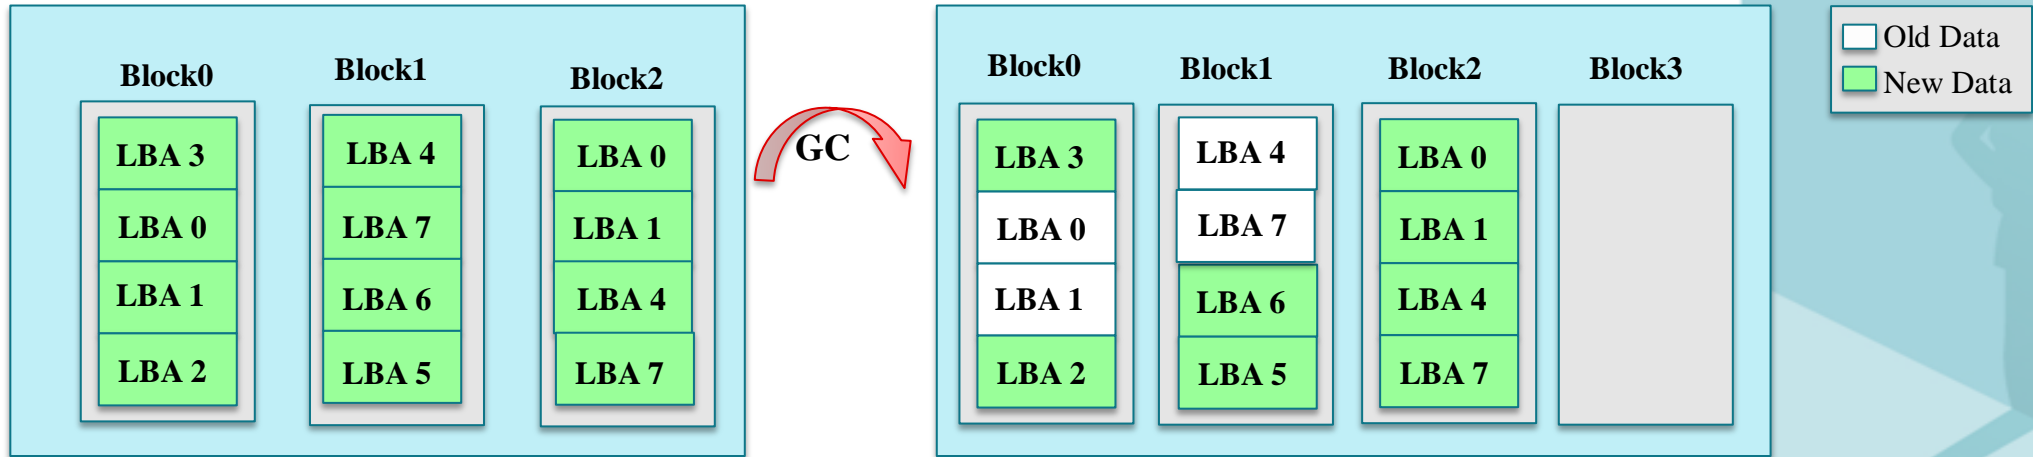 Block0
LBA 3
LBA 0
LBA 1
LBA 2
Block1
LBA 4
LBA 7
LBA 6
LBA 5
Block2
LBA 0
LBA 1
LBA 4
LBA 7
GC
Block0
LBA 3
LBA 0
LBA 1
LBA 2
Block1
LBA 4
LBA 7
LBA 6
LBA 5
Block2
LBA 0
LBA 1
LBA 4
LBA 7
Block3
Old Data
New Data